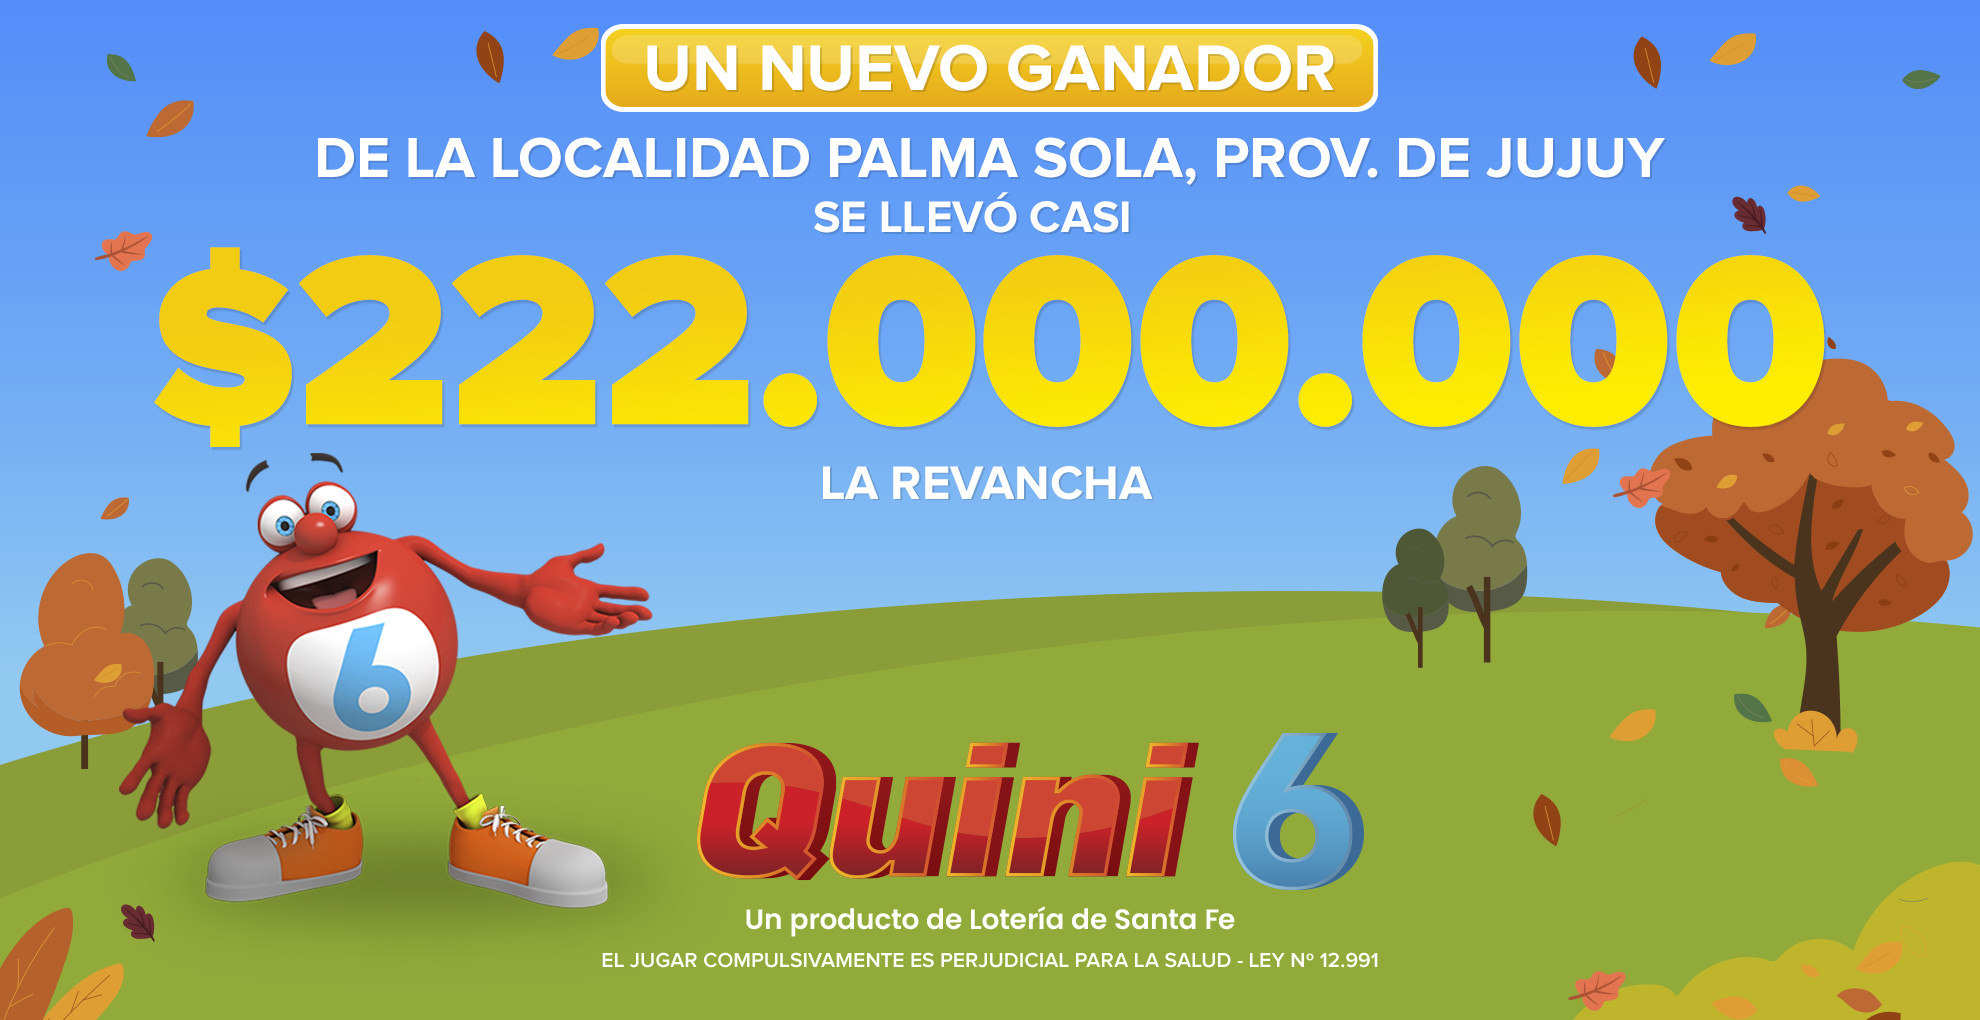 UN NUEVO GANADOR
DE LA LOCALIDAD PALMA SOLA, PROV. DE JUJUY
SE LLEVÓ CASI
$222.000.000
LA REVANCHA
6
Quini 6
Un producto de Lotería de Santa Fe
EL JUGAR COMPULSIVAMENTE ES PERJUDICIAL PARA LA SALUD - LEY Nº 12.991